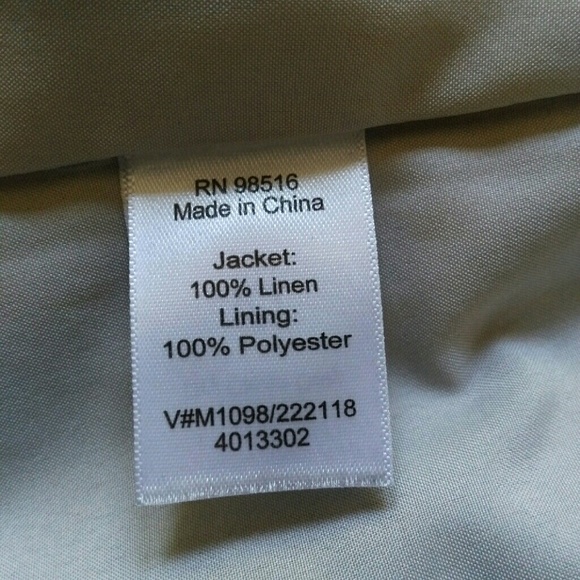 RN 98516
Made in China
Jacket:
100% Linen
Lining:
100% Polyester
V#M1098/222118
4013302